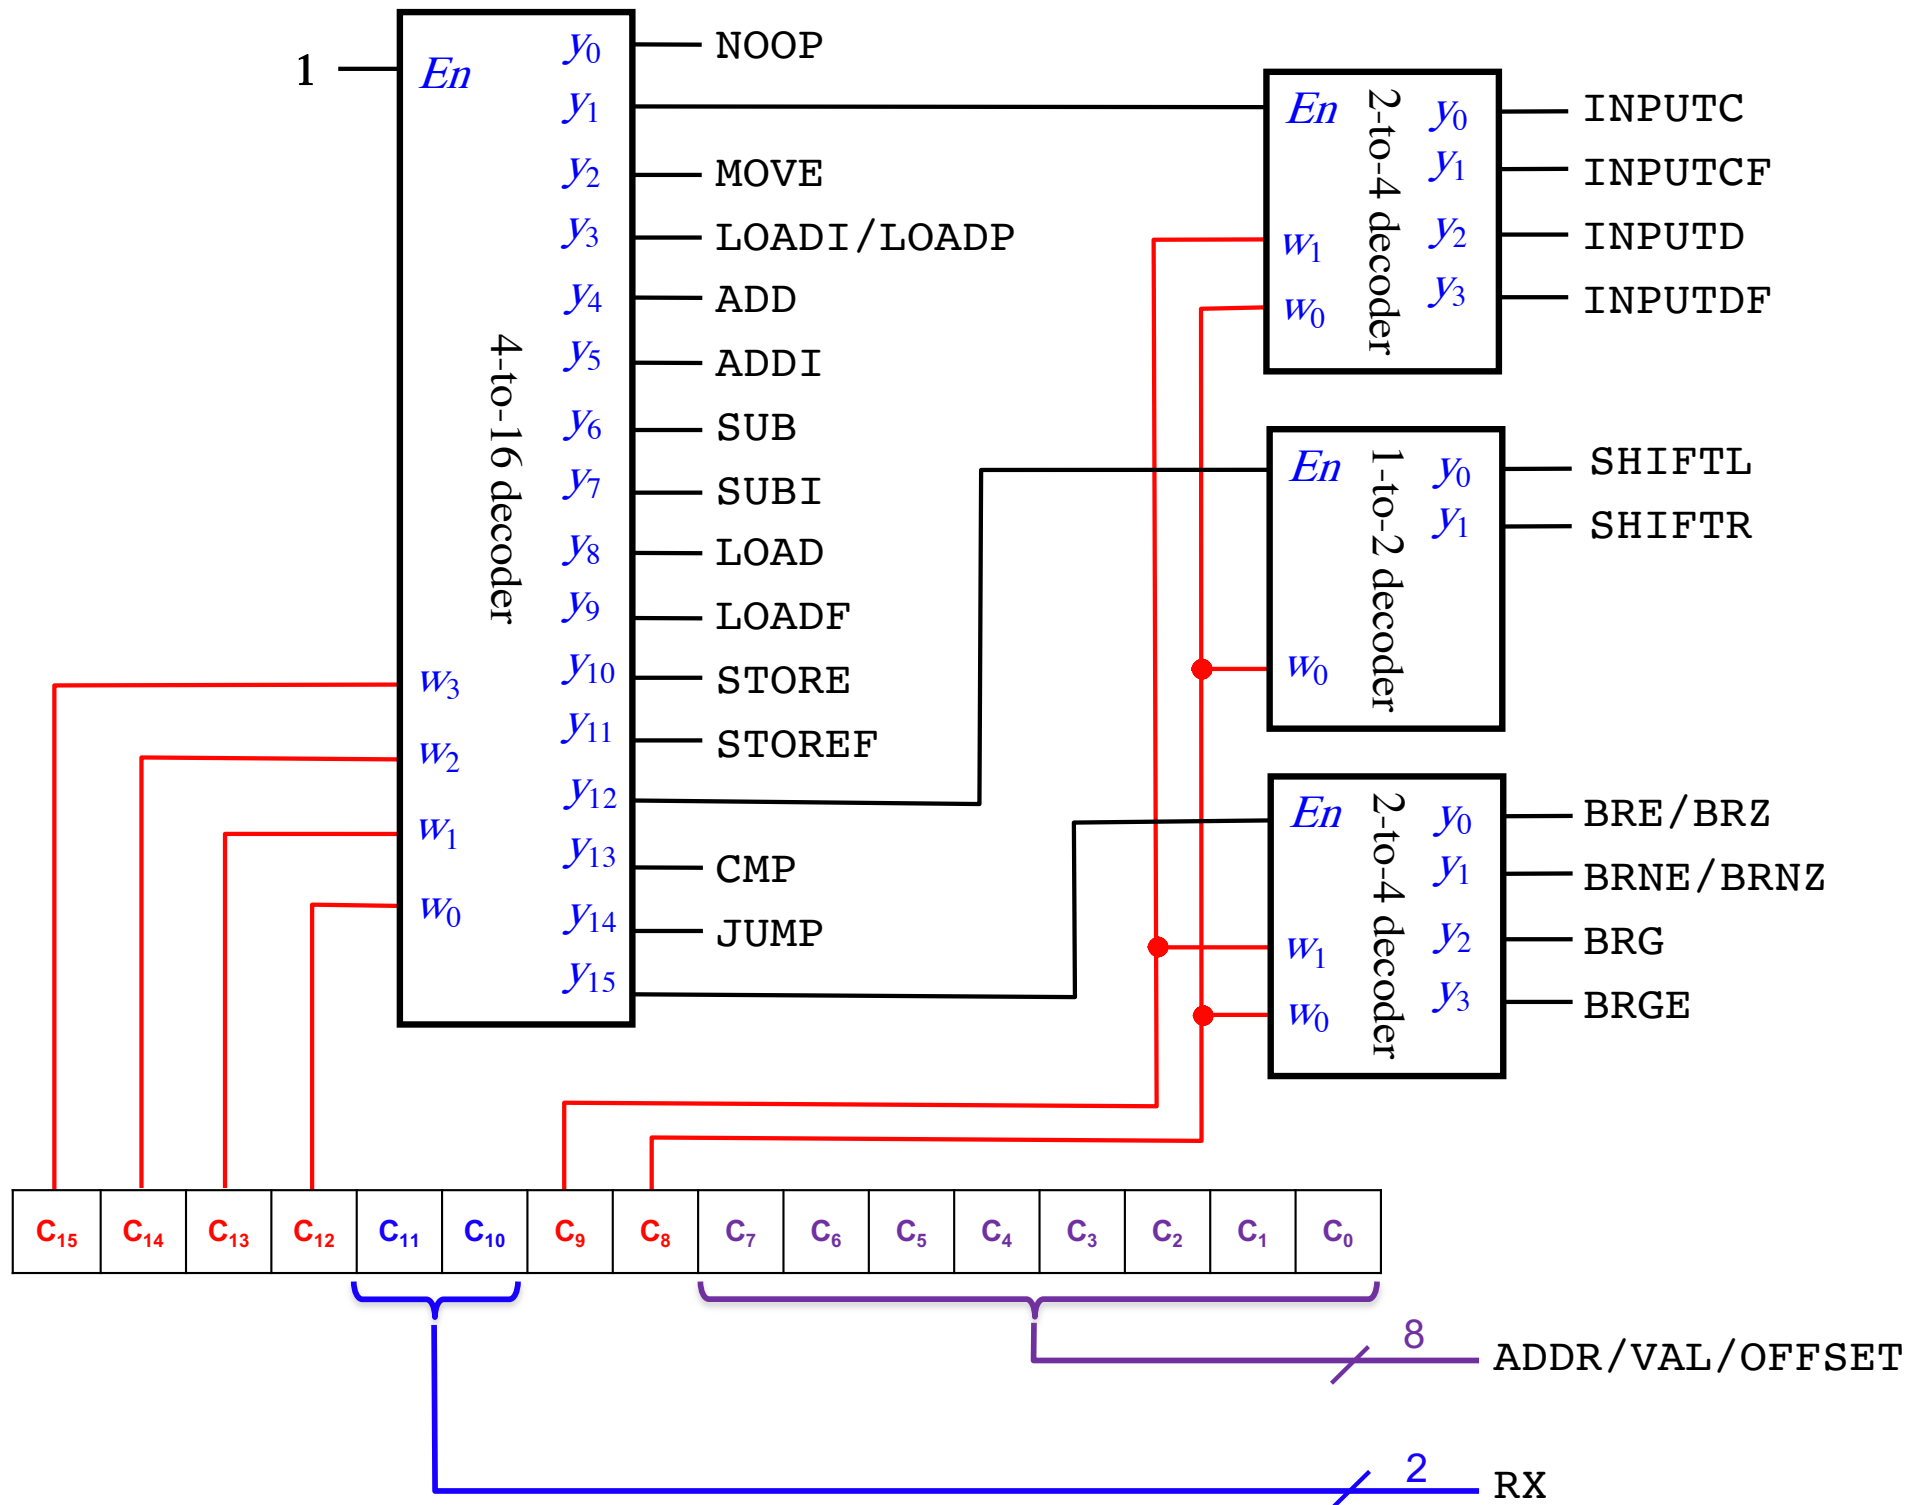 1
En
4-to-16 decoder
w3
w2
w1
w0
y0 NOOP
y1
y2 MOVE
y3 LOADI/LOADP
y4 ADD
y5 ADDI
y6 SUB
y7 SUBI
y8 LOAD
y9 LOADF
y10 STORE
y11 STOREF
y12
y13 CMP
y14 JUMP
y15
En
w1
w0
2-to-4 decoder
y0 INPUTC
y1 INPUTCF
y2 INPUTD
y3 INPUTDF
En
w0
1-to-2 decoder
y0 SHIFTL
y1 SHIFTR
En
w1
w0
2-to-4 decoder
y0 BRE/BRZ
y1 BRNE/BRNZ
y2 BRG
y3 BRGE
C15 C14 C13 C12 C11 C10 C9 C8 C7 C6 C5 C4 C3 C2 C1 C0
8 ADDR/VAL/OFFSET
2 RX